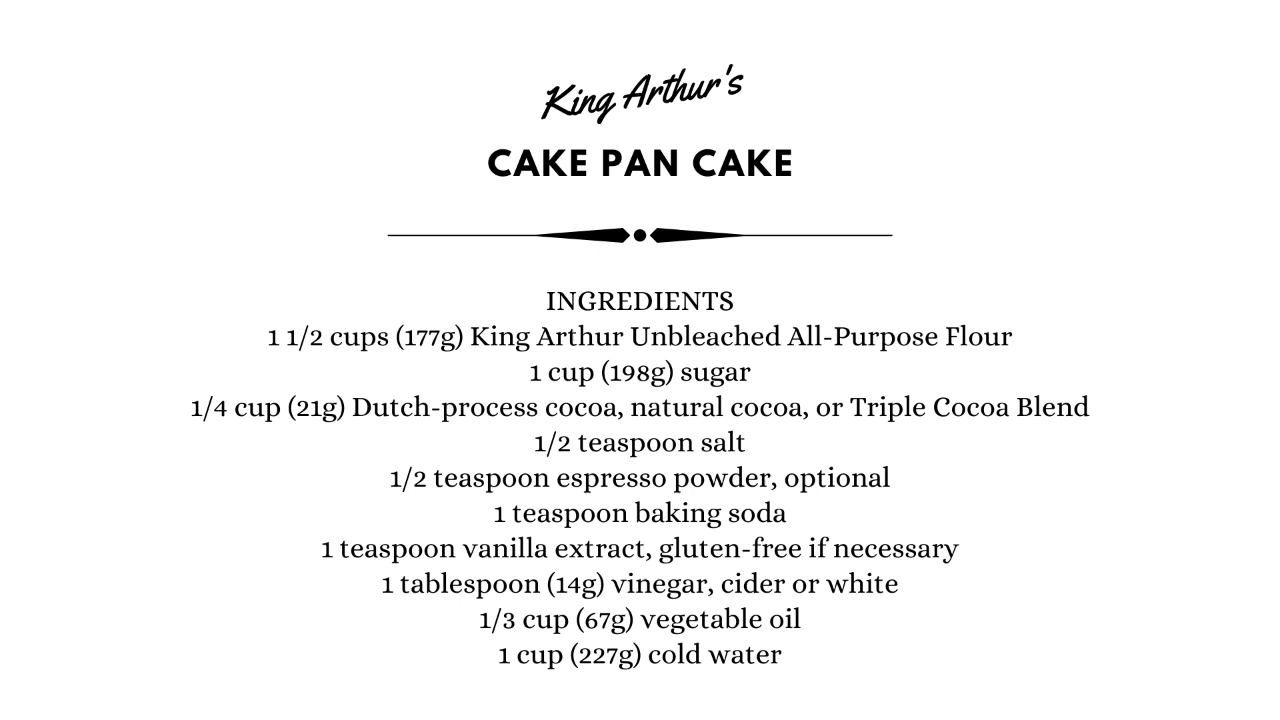 King Arthur's
CAKE PAN CAKE
INGREDIENTS
1 1/2 cups (177g) King Arthur Unbleached All-Purpose Flour
1 cup (198g) sugar
1/4 cup (21g) Dutch-process cocoa, natural cocoa, or Triple Cocoa Blend
1/2 teaspoon salt
1/2 teaspoon espresso powder, optional
1 teaspoon baking soda
1 teaspoon vanilla extract, gluten-free if necessary
1 tablespoon (14g) vinegar, cider or white
1/3 cup (67g) vegetable oil
1 cup (227g) cold water